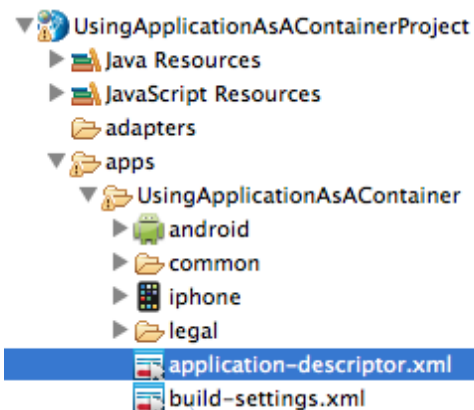 UsingApplicationAsAContainerProject
Java Resources
JavaScript Resources
adapters
apps
UsingApplicationAsAContainer
android
common
iphone
legal
application-descriptor.xml
build-settings.xml